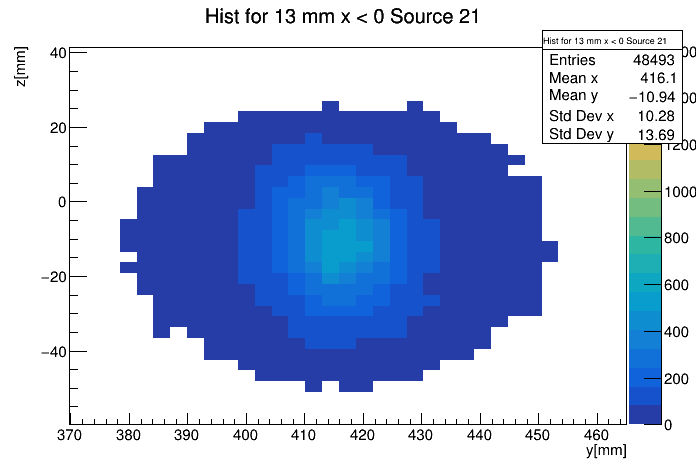 Hist for 13 mm x < 0 Source 21
z[mm]
Hist for 13 mm x < 0 Source 21
Entries 48493
Mean x 416.1
Mean y −10.94
Std Dev x 10.28
Std Dev y 13.69
40
20
0
−20
−40
370 380 390 400 410 420 430 440 450 460
y[mm]
1200
1000
800
600
400
200
0